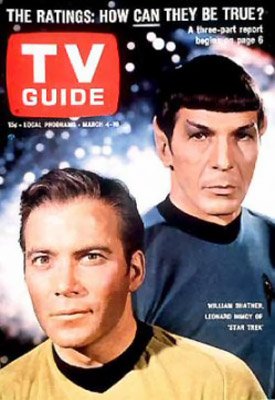 THE RATINGS: HOW CAN THEY BE TRUE?
A three-part report
begins on page 6
TV
GUIDE
15¢ • LOCAL PROGRAMS • MARCH 4-10
WILLIAM SHATNER,
LEONARD NIMOY OF
'STAR TREK'